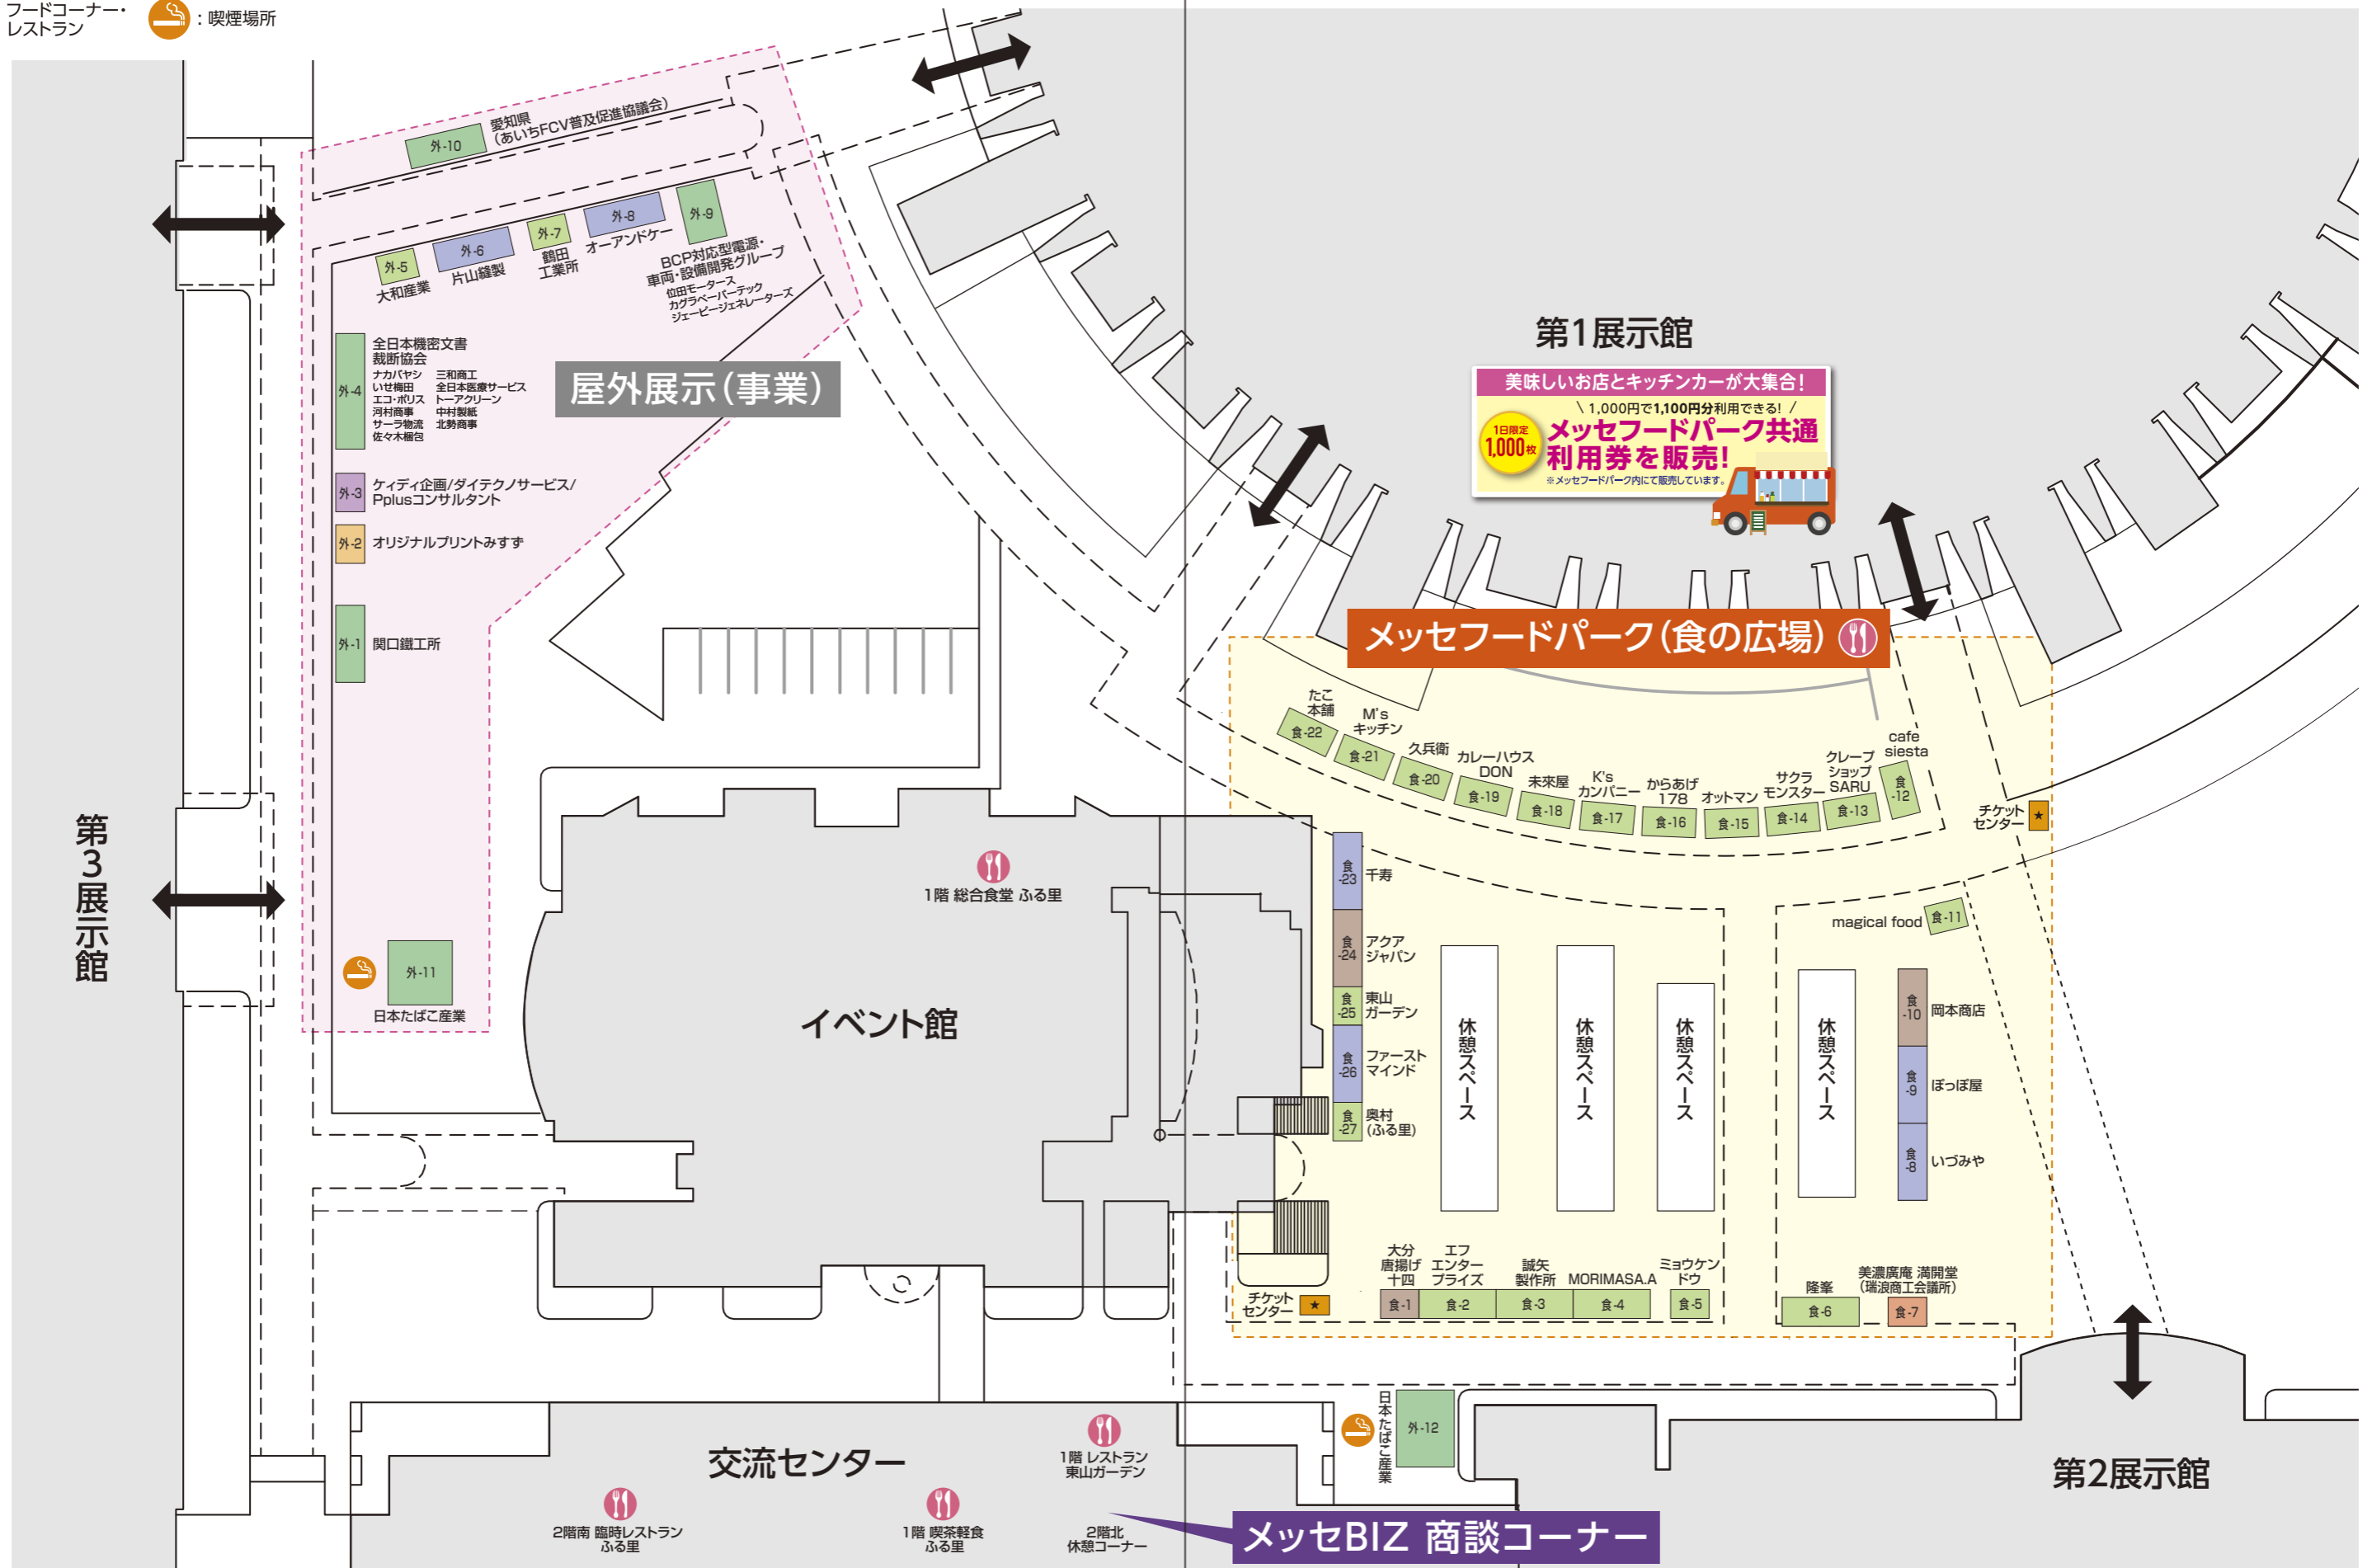 フードコーナー・
レストラン
：喫煙場所
外-10
愛知県
（あいちFCV普及促進協議会）
外-5
大和産業
外-6
片山縫製
外-7
鶴田
工業所
外-8
オーアンドケー
外-9
BCP対応型電源・
車両・設備開発グループ
位田モータース
カグラベーパーテック
ジェーピージェネレーターズ
外-4
全日本機密文書
裁断協会
ナカバヤシ　三和商工
いせ梅田　全日本医療サービス
エコ・ポリス　トーアクリーン
河村商事　中村製紙
サーラ物流　北勢商事
佐々木梱包
屋外展示（事業）
外-3
ケィディ企画/ダイテクノサービス/
Pplusコンサルタント
外-2
オリジナルプリントみすず
外-1
関口鐵工所
外-11
日本たばこ産業
第3展示館
第1展示館
美味しいお店とキッチンカーが大集合！
\ 1,000円で1,100円分利用できる！ /
1日限定
1,000枚
メッセフードパーク共通
利用券を販売！
※メッセフードパーク内にて販売しています。
メッセフードパーク（食の広場）
たこ
本舗
食-22
M's
キッチン
食-21
久兵衛
食-20
カレーハウス
DON
食-19
未來屋
食-18
K's
カンパニー
食-17
からあげ
178
食-16
オットマン
食-15
サクラ
モンスター
食-14
クレープ
ショップ
SARU
食-13
cafe
siesta
食
-12
チケット
センター
★
magical food
食-11
食
-23
千寿
食
-24
アクア
ジャパン
食
-25
東山
ガーデン
食
-26
ファースト
マインド
食
-27
奥村
(ふる里)
休憩スペース
休憩スペース
休憩スペース
休憩スペース
食
-10
岡本商店
食
-9
ぽっぽ屋
食
-8
いづみや
1階 総合食堂 ふる里
イベント館
チケット
センター
★
大分
唐揚げ
十四
食-1
エフ
エンター
プライズ
食-2
誠矢
製作所
食-3
MORIMASA.A
食-4
ミョウケン
ドウ
食-5
隆峯
食-6
美濃廣庵 満開堂
（瑞浪商工会議所）
食-7
日本たばこ産業
外-12
交流センター
1階 レストラン
東山ガーデン
2階南 臨時レストラン
ふる里
1階 喫茶軽食
ふる里
2階北
休憩コーナー
メッセBIZ 商談コーナー
第2展示館